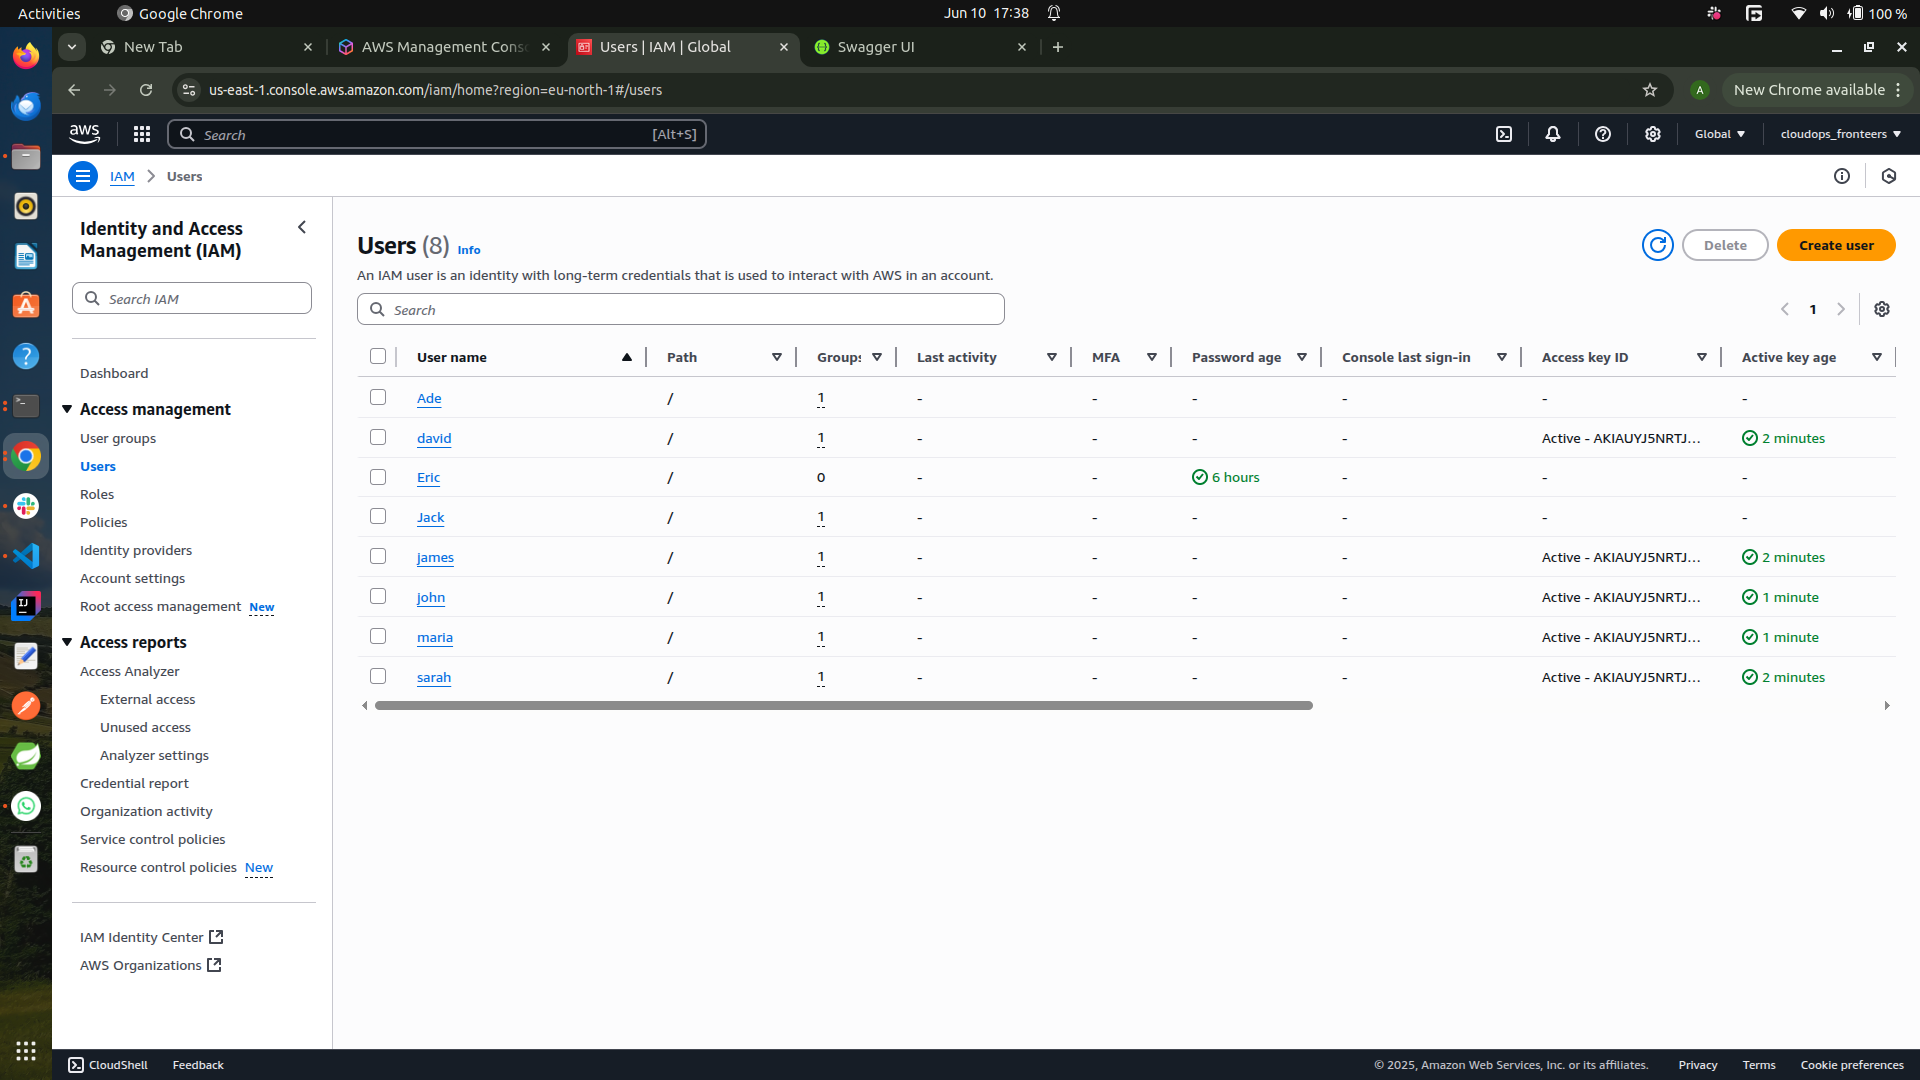 Activities Google Chrome Jun 10 17:38 100 %
New Tab AWS Management Cons Users | IAM | Global Swagger UI
us-east-1.console.aws.amazon.com/iam/home?region=eu-north-1#/users A New Chrome available
aws Search [Alt+S] Global cloudops_fronteers
IAM Users
Identity and Access
Management (IAM)
Search IAM
Dashboard
Access management
User groups
Users
Roles
Policies
Identity providers
Account settings
Root access management New
Access reports
Access Analyzer
External access
Unused access
Analyzer settings
Credential report
Organization activity
Service control policies
Resource control policies New
IAM Identity Center
AWS Organizations
Users (8) Info Delete Create user
An IAM user is an identity with long-term credentials that is used to interact with AWS in an account.
Search 1
User name Path Groups Last activity MFA Password age Console last sign-in Access key ID Active key age
Ade / 1 - - - - - -
david / 1 - - - - Active - AKIAUYJ5NRTJ... 2 minutes
Eric / 0 - - 6 hours - - -
Jack / 1 - - - - - -
james / 1 - - - - Active - AKIAUYJ5NRTJ... 2 minutes
john / 1 - - - - Active - AKIAUYJ5NRTJ... 1 minute
maria / 1 - - - - Active - AKIAUYJ5NRTJ... 1 minute
sarah / 1 - - - - Active - AKIAUYJ5NRTJ... 2 minutes
CloudShell Feedback © 2025, Amazon Web Services, Inc. or its affiliates. Privacy Terms Cookie preferences